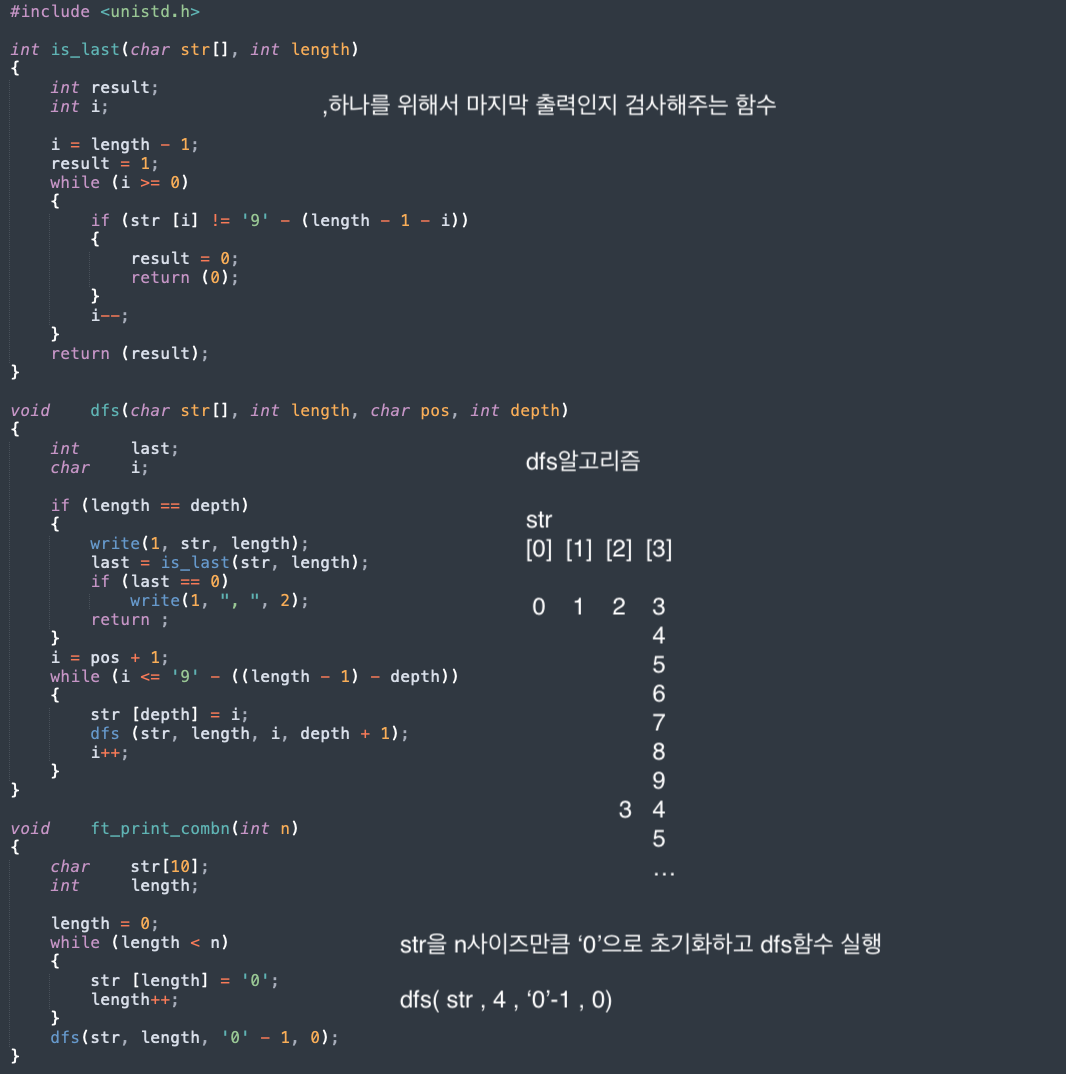 #include <unistd.h>
int is_last(char str[], int length)
{
int result;
int i;
,하나를 위해서 마지막 출력인지 검사해주는 함수
i = length - 1;
result = 1;
while (i >= 0)
{
if (str [i] != '9' - (length - 1 - i))
{
result = 0;
return (0);
}
i--;
}
return (result);
}
void dfs(char str[], int length, char pos, int depth)
{
int last;
char i;
if (length == depth)
{
write(1, str, length);
last = is_last(str, length);
if (last == 0)
write(1, ", ", 2);
return ;
}
i = pos + 1;
while (i <= '9' - ((length - 1) - depth))
{
str [depth] = i;
dfs (str, length, i, depth + 1);
i++;
}
}
dfs알고리즘
str
[0] [1] [2] [3]
0 1 2 3
4
5
6
7
8
9
3 4
5
...
void ft_print_combn(int n)
{
char str[10];
int length;
length = 0;
while (length < n)
{
str [length] = '0';
length++;
}
dfs(str, length, '0' - 1, 0);
}
str을 n사이즈만큼 ‘0’으로 초기화하고 dfs함수 실행
dfs( str , 4 , ‘0’-1 , 0)